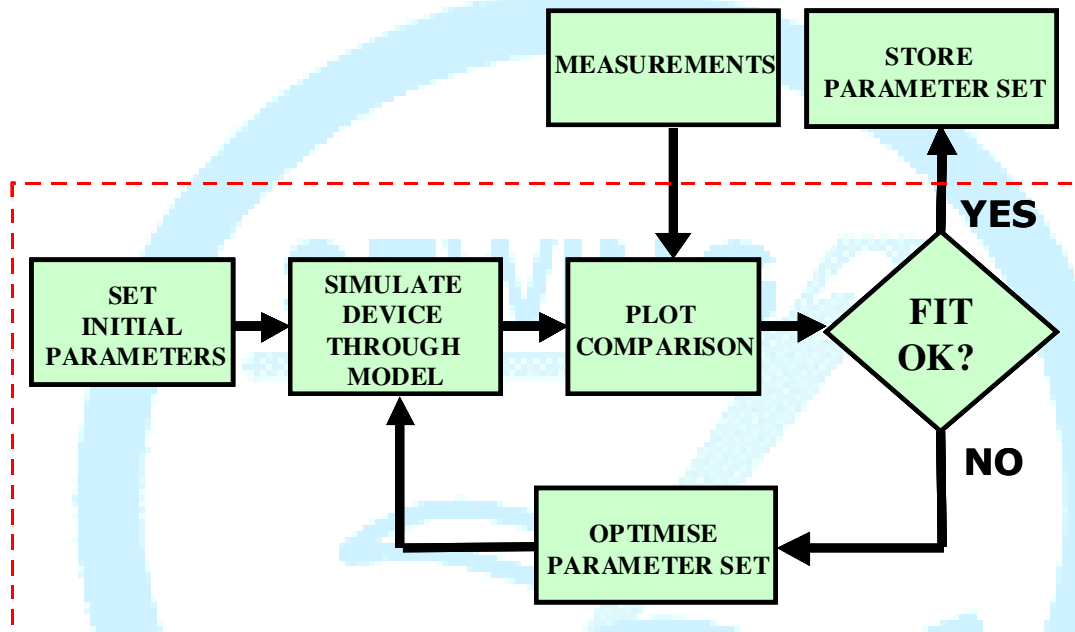 MEASUREMENTS
STORE
PARAMETER SET
YES
SET
INITIAL
PARAMETERS
SIMULATE
DEVICE
THROUGH
MODEL
PLOT
COMPARISON
FIT
OK?
NO
OPTIMISE
PARAMETER SET